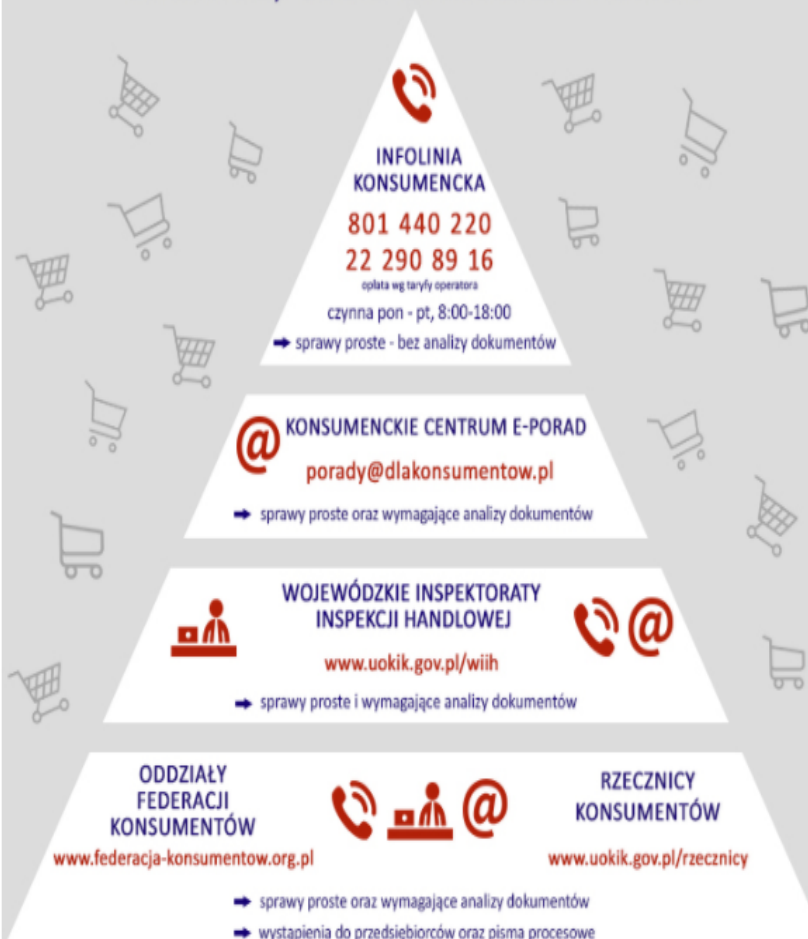 INFOLINIA
KONSUMENCKA
801 440 220
22 290 89 16
opłata wg taryfy operatora
czynna pon - pt, 8:00-18:00
➡ sprawy proste - bez analizy dokumentów
@ KONSUMENCKIE CENTRUM E-PORAD
porady@dlakonsumentow.pl
➡ sprawy proste oraz wymagające analizy dokumentów
WOJEWÓDZKIE INSPEKTORATY
INSPEKCJI HANDLOWEJ
@
www.uokik.gov.pl/wiih
➡ sprawy proste i wymagające analizy dokumentów
ODDZIAŁY
FEDERACJI
KONSUMENTÓW
www.federacja-konsumentow.org.pl
@
RZECZNICY
KONSUMENTÓW
www.uokik.gov.pl/rzecznicy
➡ sprawy proste oraz wymagające analizy dokumentów
➡ wystąpienia do przedsiębiorców oraz pisma procesowe